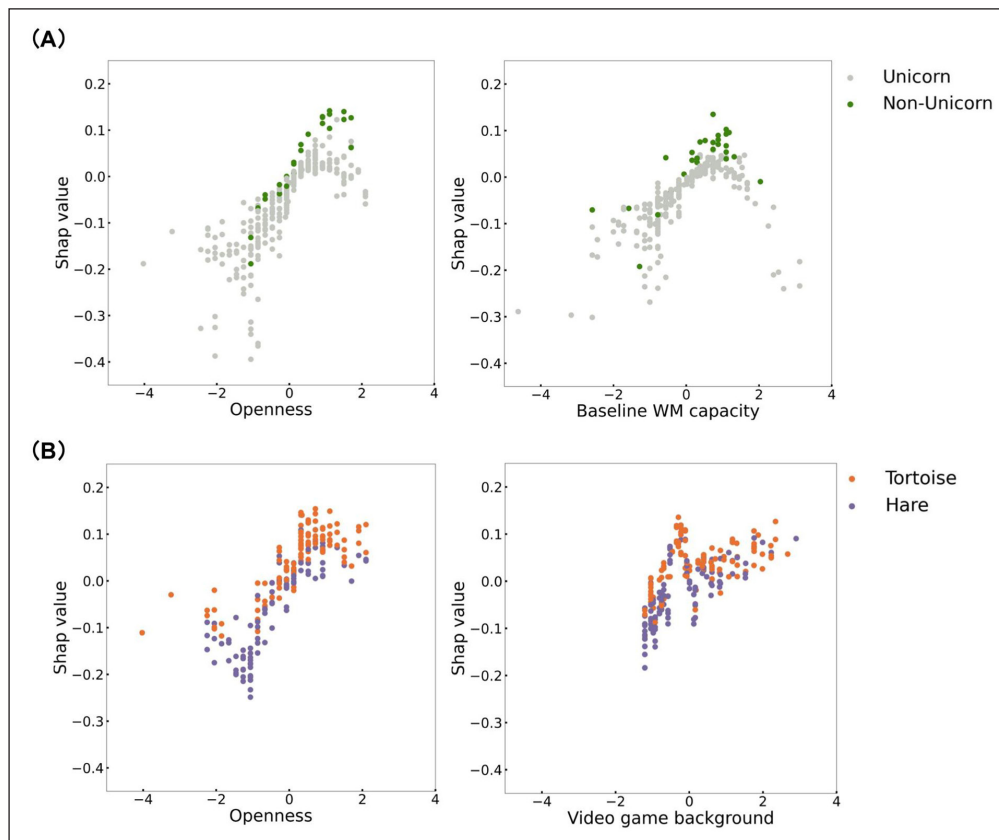 (A)
Shap value
0.2
0.1
0.0
−0.1
−0.2
−0.3
−0.4
−4 −2 0 2 4
Openness
Shap value
0.2
0.1
0.0
−0.1
−0.2
−0.3
−0.4
−4 −2 0 2 4
Baseline WM capacity
Unicorn
Non-Unicorn
(B)
Shap value
0.2
0.1
0.0
−0.1
−0.2
−0.3
−0.4
−4 −2 0 2 4
Openness
Shap value
0.2
0.1
0.0
−0.1
−0.2
−0.3
−0.4
−4 −2 0 2 4
Video game background
Tortoise
Hare